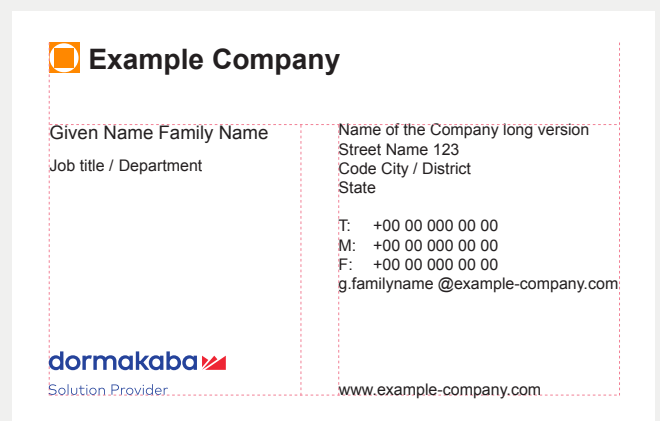 Example Company
Given Name Family Name
Job title / Department
Name of the Company long version
Street Name 123
Code City / District
State
T: +00 00 000 00 00
M: +00 00 000 00 00
F: +00 00 000 00 00
g.familyname @example-company.com
dormakaba
Solution Provider
www.example-company.com